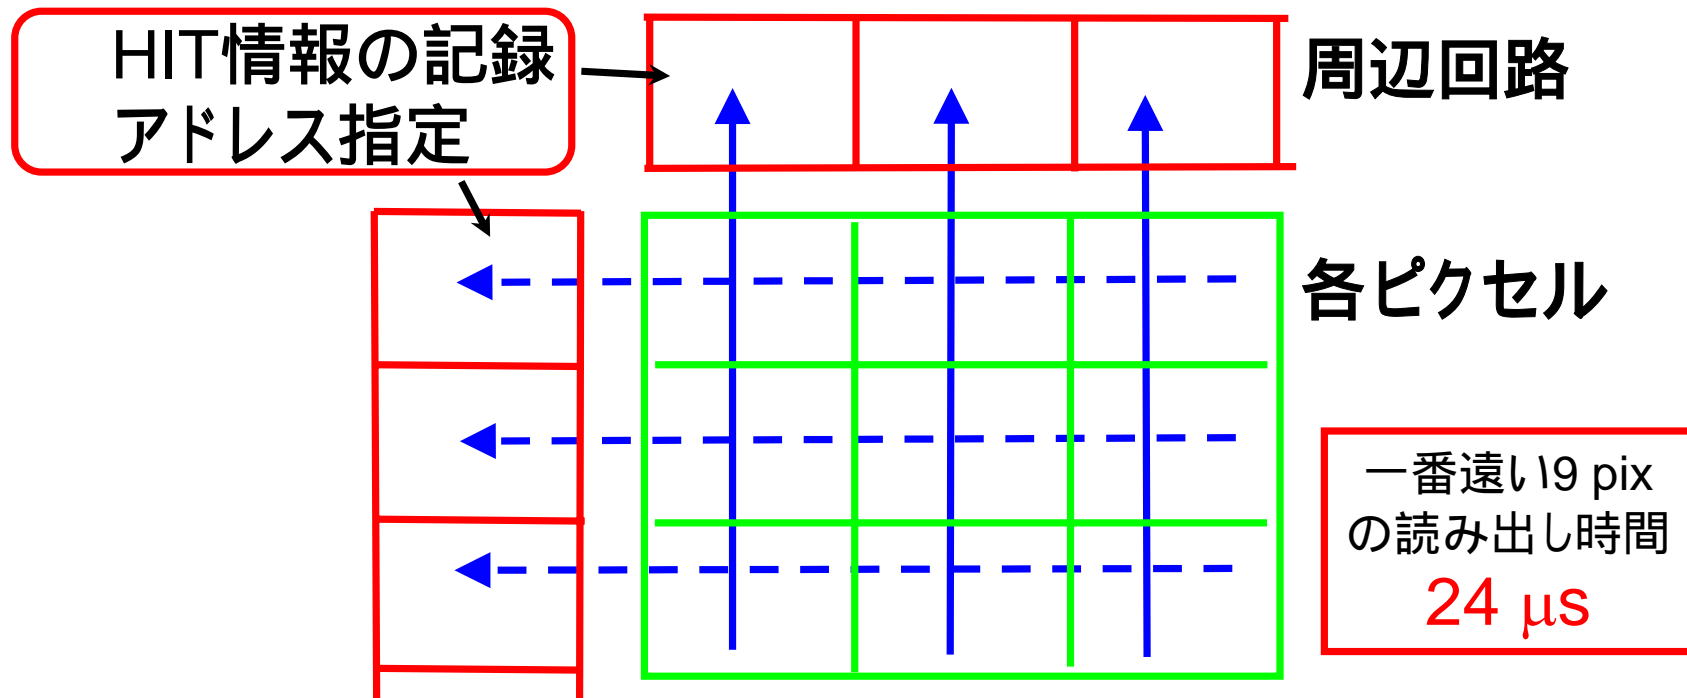 HIT情報の記録
アドレス指定
周辺回路
各ピクセル
一番遠い9 pix
の読み出し時間
24 μs